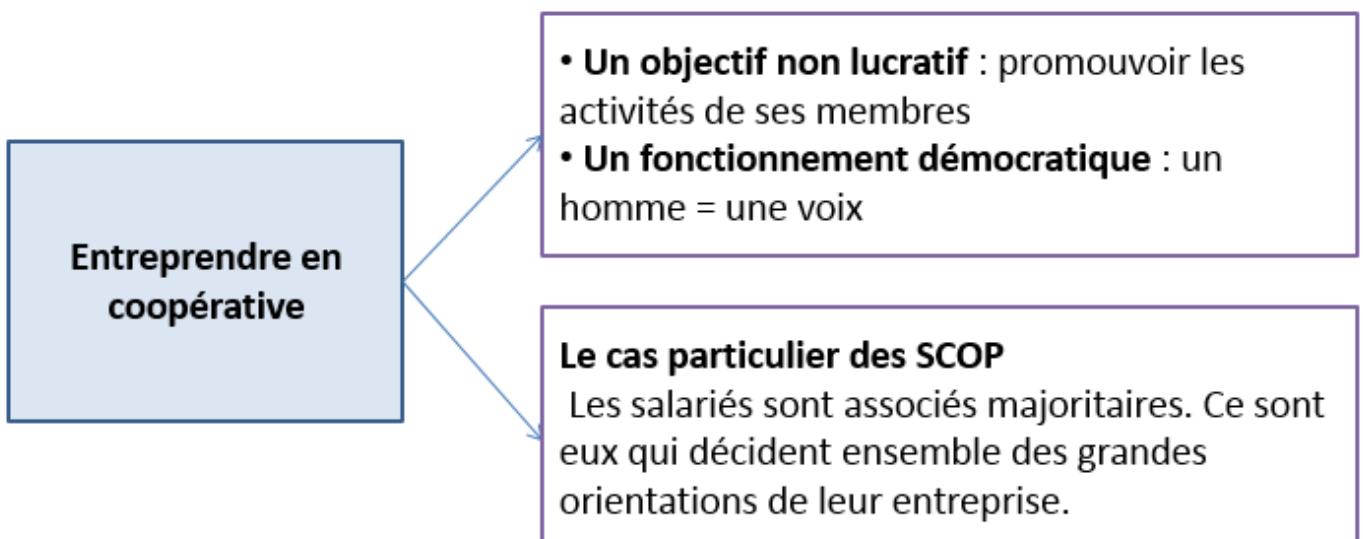 Entreprendre en
coopérative
• Un objectif non lucratif : promouvoir les
activités de ses membres
• Un fonctionnement démocratique : un
homme = une voix
Le cas particulier des SCOP
Les salariés sont associés majoritaires. Ce sont
eux qui décident ensemble des grandes
orientations de leur entreprise.